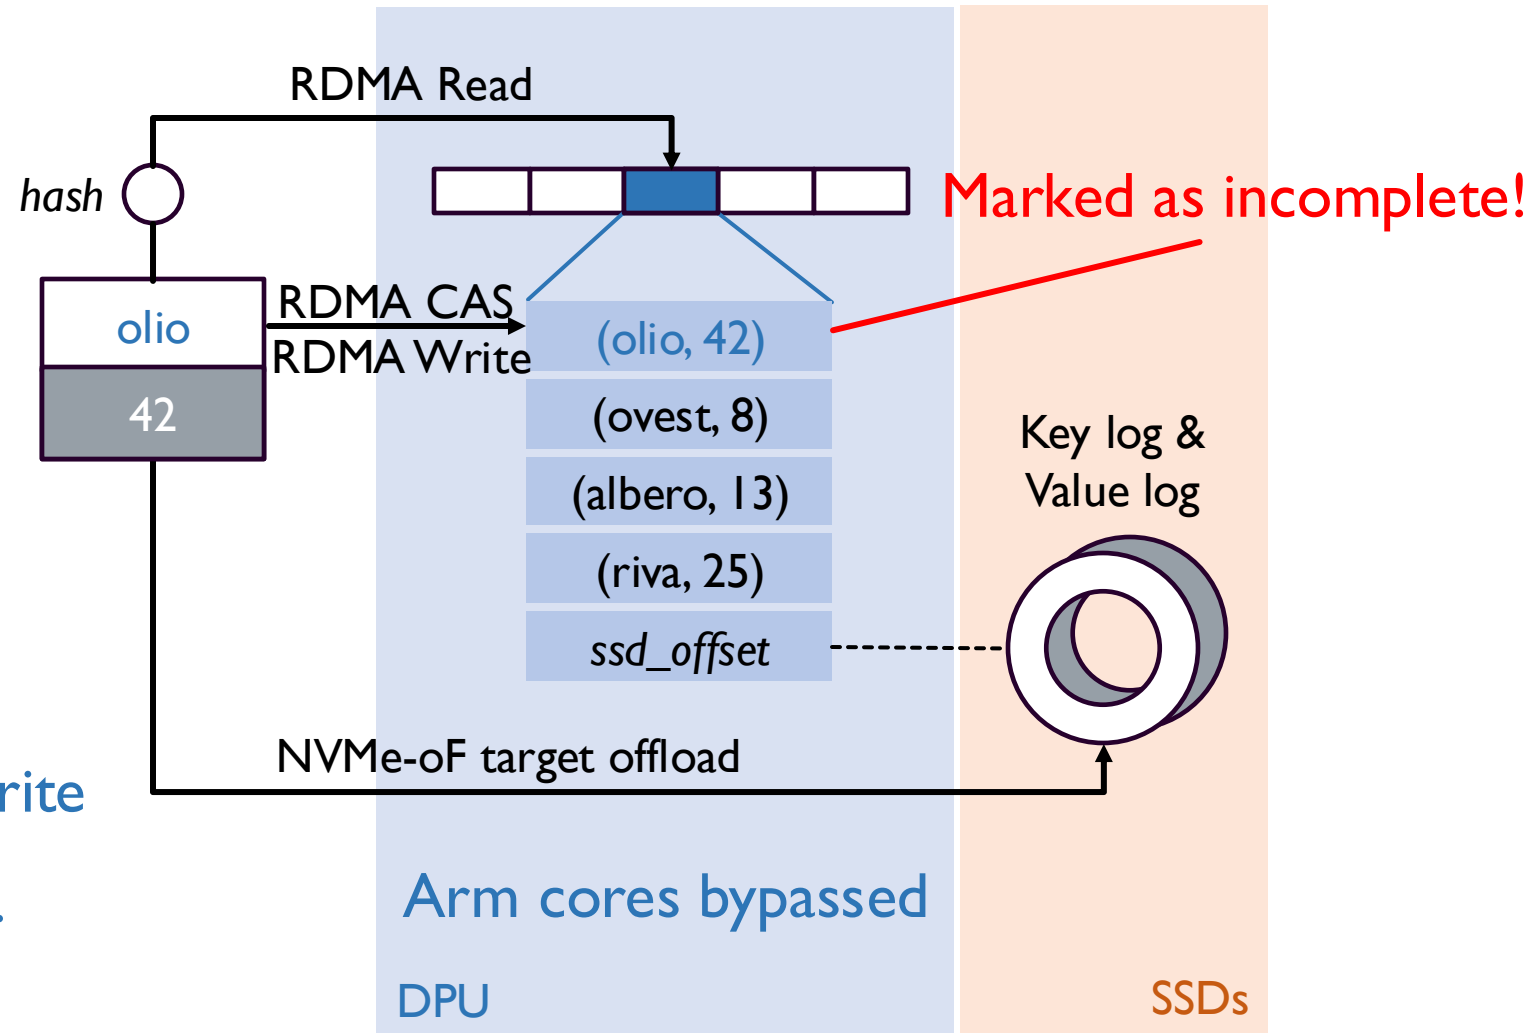 RDMA Read
hash
Marked as incomplete!
olio
42
RDMA CAS
RDMA Write
(olio, 42)
(ovest, 8)
(albero, 13)
(riva, 25)
ssd_offset
Key log &
Value log
NVMe-oF target offload
rite
Arm cores bypassed
DPU
SSDs